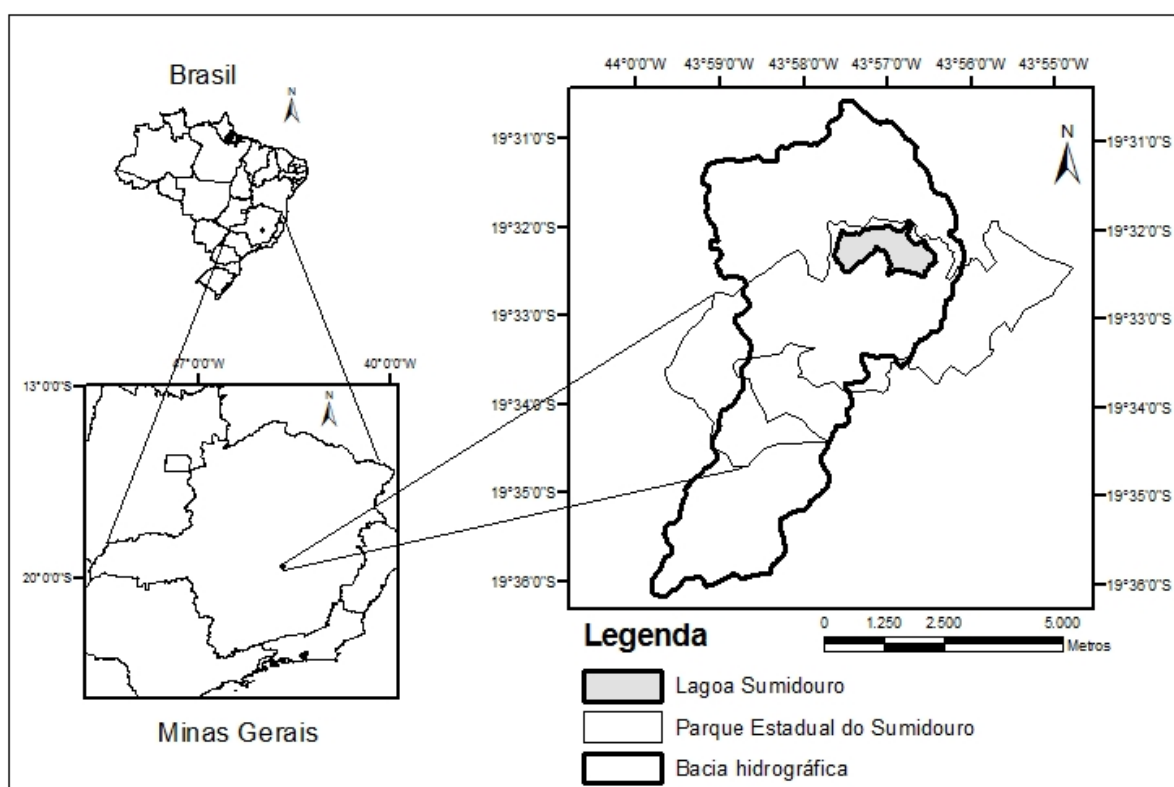 Brasil
N
47°0'0"W 40°0'0"W
13°0'0"S
20°0'0"S
N
Minas Gerais
44°0'0"W 43°59'0"W 43°58'0"W 43°57'0"W 43°56'0"W 43°55'0"W
N
19°31'0"S 19°31'0"S
19°32'0"S 19°32'0"S
19°33'0"S 19°33'0"S
19°34'0"S 19°34'0"S
19°35'0"S 19°35'0"S
19°36'0"S 19°36'0"S
0 1.250 2.500 5.000
Metros
Legenda
Lagoa Sumidouro
Parque Estadual do Sumidouro
Bacia hidrográfica